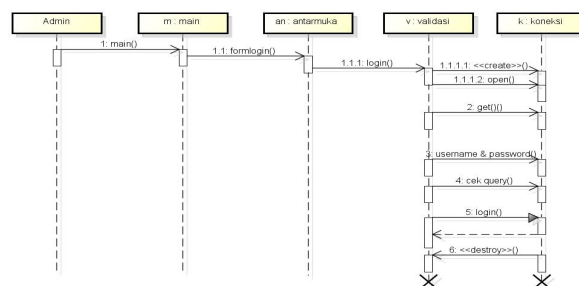 Admin
m : main
an : antarmuka
v : validasi
k : koneksi
1: main()
1.1: formlogin()
1.1.1: login()
1.1.1.1: <<create>>()
1.1.1.2: open()
2: get()()
3: username & password()
4: cek query()
5: login()
6: <<destroy>>()